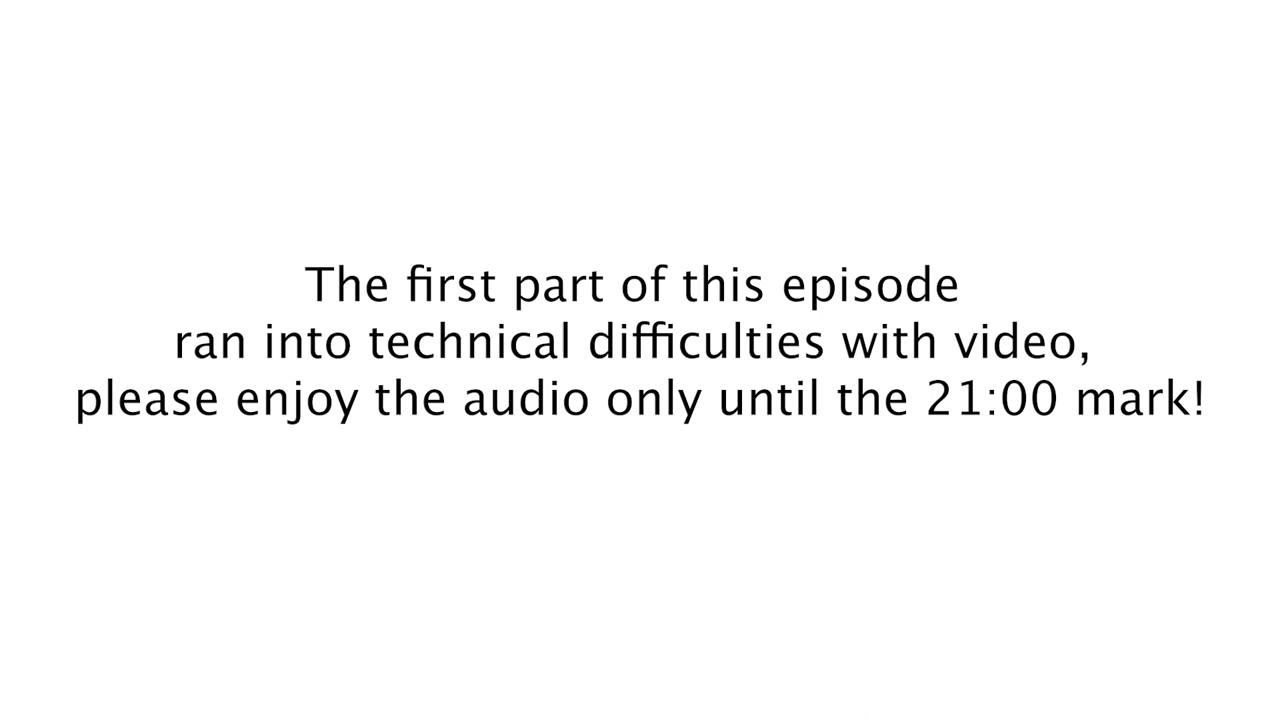 The first part of this episode
ran into technical difficulties with video,
please enjoy the audio only until the 21:00 mark!